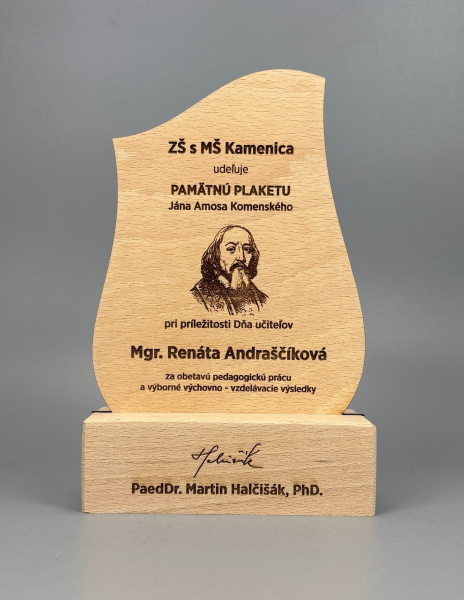 ZŠ s MŠ Kamenica
udeľuje
PAMÄTNÚ PLAKETU
Jána Amosa Komenského
pri príležitosti Dňa učiteľov
Mgr. Renáta Andraščíková
za obetavú pedagogickú prácu
a výborné výchovno - vzdelávacie výsledky
Halčišák
PaedDr. Martin Halčišák, PhD.